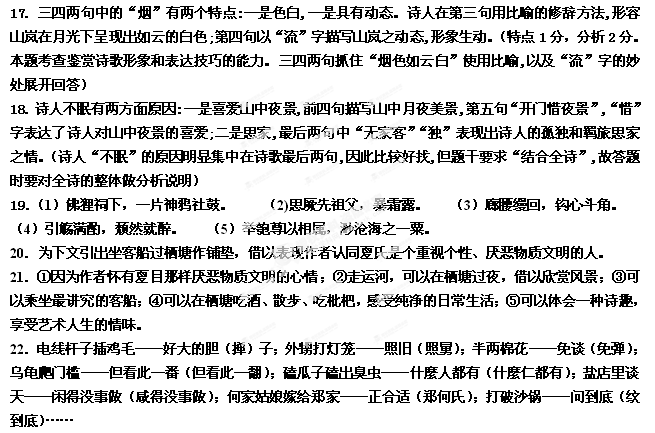 17. 三四两句中的“烟”有两个特点:一是色白,一是具有动态。诗人在第三句用比喻的修辞方法,形容
山岚在月光下呈现出如云的白色;第四句以“流”字描写山岚之动态,形象生动。(特点1分，分析2分。
本题考查鉴赏诗歌形象和表达技巧的能力。三四两句抓住“烟色如云白”使用比喻,以及“流”字的妙
处展开回答)
18. 诗人不眠有两方面原因:一是喜爱山中夜景,前四句描写山中月夜美景,第五句“开门惜夜景”,“惜”
字表达了诗人对山中夜景的喜爱;二是思家,最后两句中“无家客”“独”表现出诗人的孤独和羁旅思家
之情。(诗人“不眠”的原因明显集中在诗歌最后两句,因此比较好找,但题干要求“结合全诗”,故答题
时要对全诗的整体做分析说明)
19.（1）佛狸祠下，一片神鸦社鼓。 (2)思厥先祖父，暴霜露。 (3）廊腰缦回，钩心斗角。
（4）引觞满酌，颓然就醉。 （5）举匏尊以相属，渺沧海之一粟。
20．为下文引出坐客船过栖塘作铺垫，借以表现作者认同夏氏是个重视个性、厌恶物质文明的人。
21．①因为作者怀有夏目那样厌恶物质文明的心情；②走运河，可以在栖塘过夜，借以欣赏风景；③可
以乘坐最讲究的客船；④可以在栖塘吃酒、散步、吃枇杷，感受纯净的日常生活；⑤可以体会一种诗趣，
享受艺术人生的情味。
22．电线杆子插鸡毛——好大的胆（掸）子；外甥打灯笼——照旧（照舅）；半两棉花——免谈（免弹）；
乌龟爬门槛——但看此一番（但看此一翻）；磕瓜子磕出臭虫——什麽人都有（什麼仁都有）；盐店里谈
天——闲得没事做（咸得没事做）；何家姑娘嫁给郑家——正合适（郑何氏）；打破沙锅——问到底（纹
到底）……